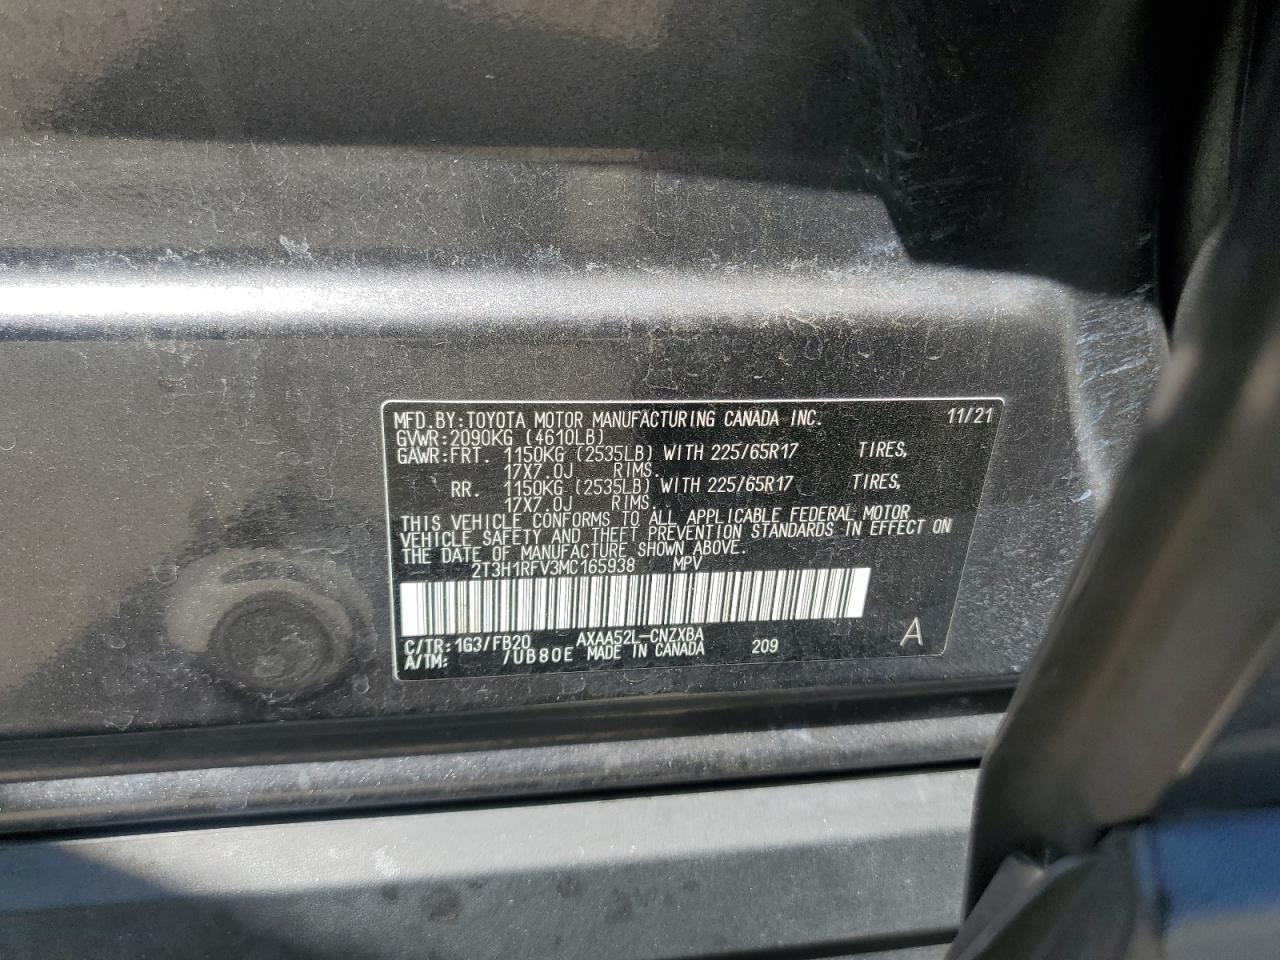 MFD.BY:TOYOTA MOTOR MANUFACTURING CANADA INC. 11/21
GVWR:2090KG (4610LB)
GAWR:FRT. 1150KG (2535LB) WITH 225/65R17 TIRES,
17X7.0J RIMS.
RR. 1150KG (2535LB) WITH 225/65R17 TIRES,
17X7.0J RIMS.
THIS VEHICLE CONFORMS TO ALL APPLICABLE FEDERAL MOTOR
VEHICLE SAFETY AND THEFT PREVENTION STANDARDS IN EFFECT ON
THE DATE OF MANUFACTURE SHOWN ABOVE.
2T3H1RFV3MC165938 MPV
C/TR:1G3/FB20 AXAA52L-CNZXBA A
A/TM: /UB80E MADE IN CANADA 209